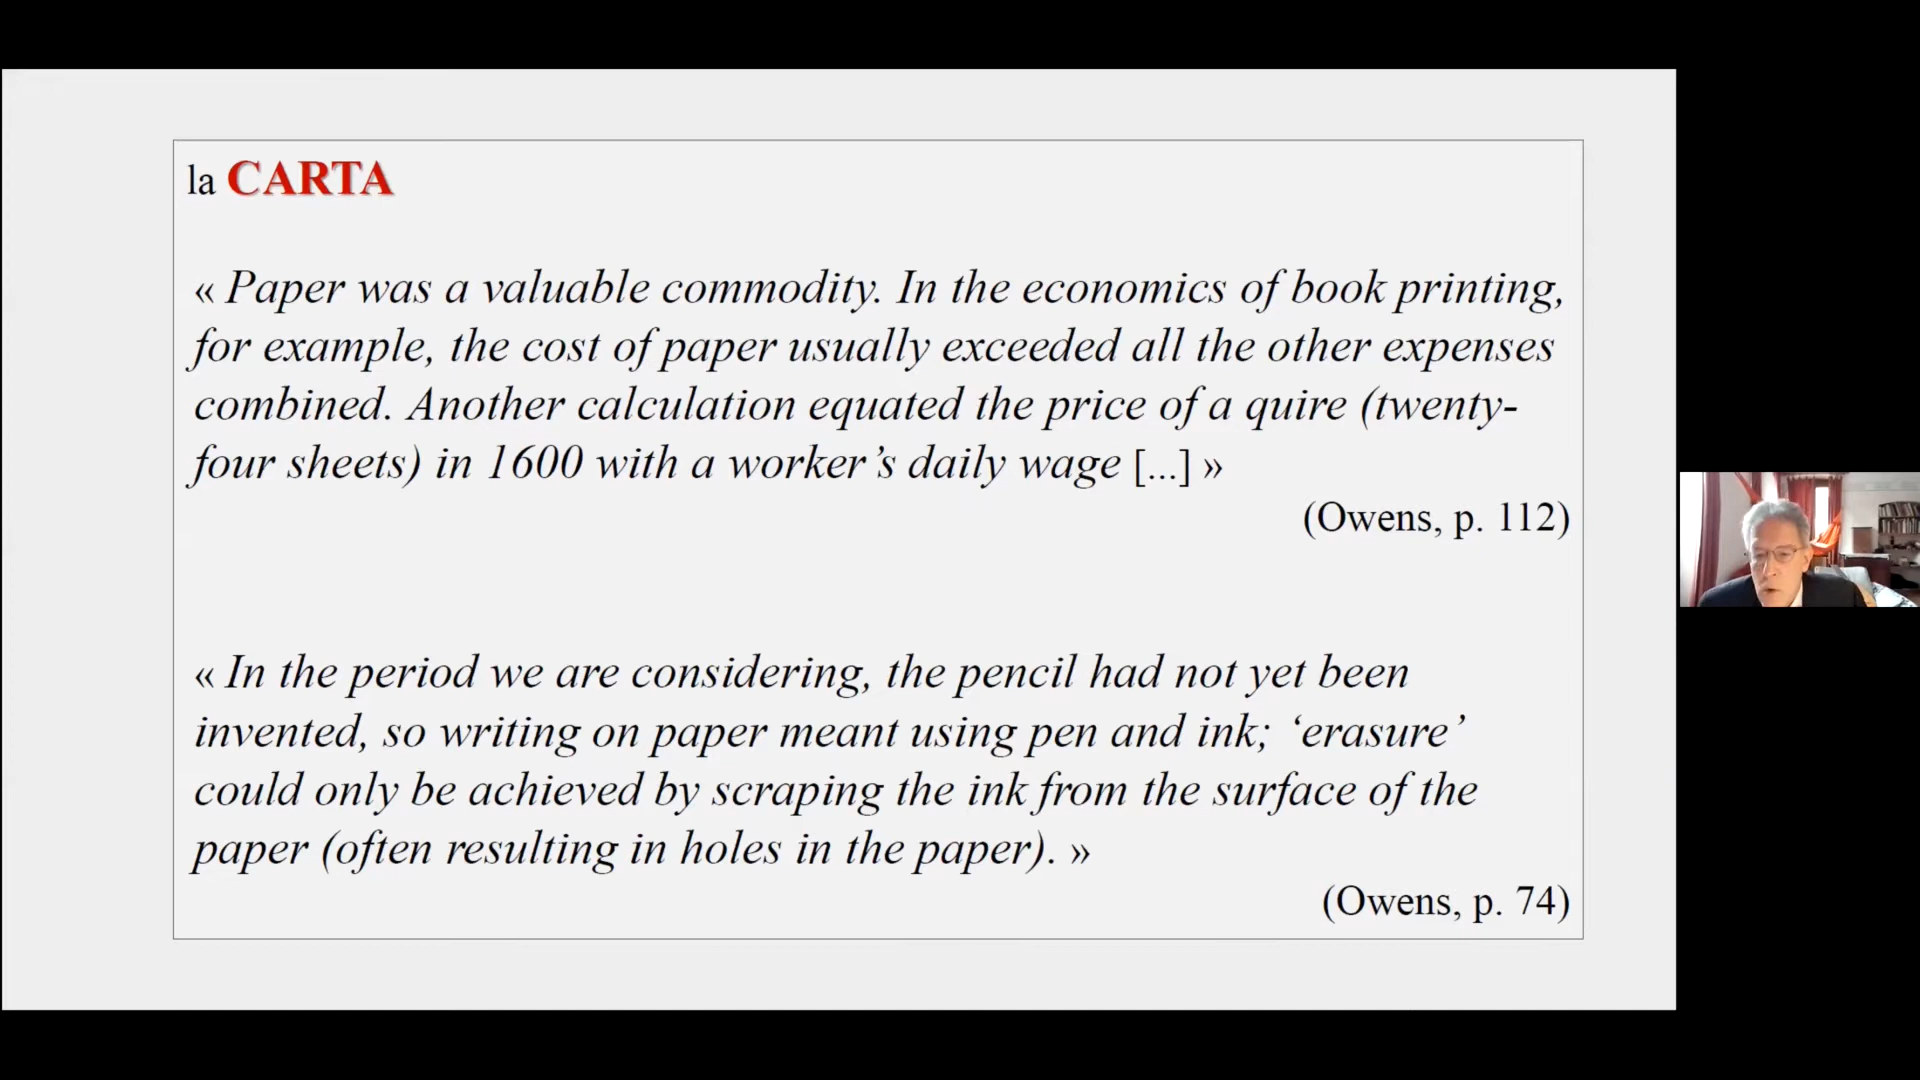 la CARTA
« Paper was a valuable commodity. In the economics of book printing,
for example, the cost of paper usually exceeded all the other expenses
combined. Another calculation equated the price of a quire (twenty-
four sheets) in 1600 with a worker’s daily wage [...] »
(Owens, p. 112)
« In the period we are considering, the pencil had not yet been
invented, so writing on paper meant using pen and ink; ‘erasure’
could only be achieved by scraping the ink from the surface of the
paper (often resulting in holes in the paper). »
(Owens, p. 74)